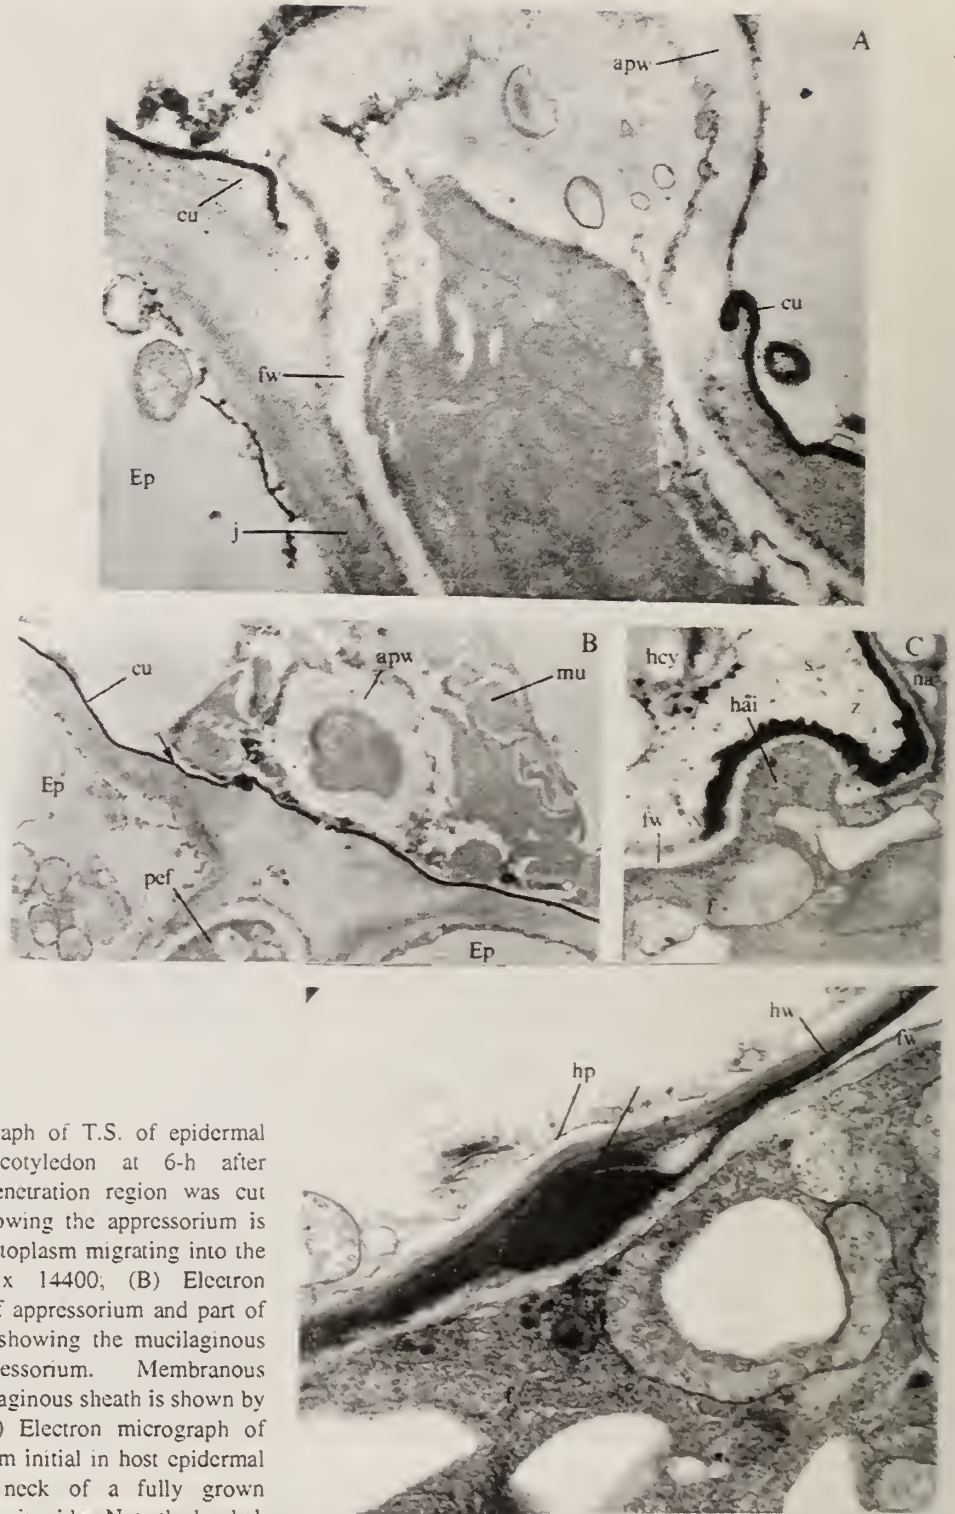 A
apw
cu
cu
fw
Ep
j
B
cu
apw
mu
Ep
pcf
Ep
C
hcy
s
na
z
fw
f
hw
fw
hp
f
raph of T.S. of epidermal
cotyledon at 6-h after
enetration region was cut
owing the appressorium is
toplasm migrating into the
x 14400; (B) Electron
f appressorium and part of
showing the mucilaginous
essorium. Membranous
aginous sheath is shown by
) Electron micrograph of
m initial in host epidermal
neck of a fully grown